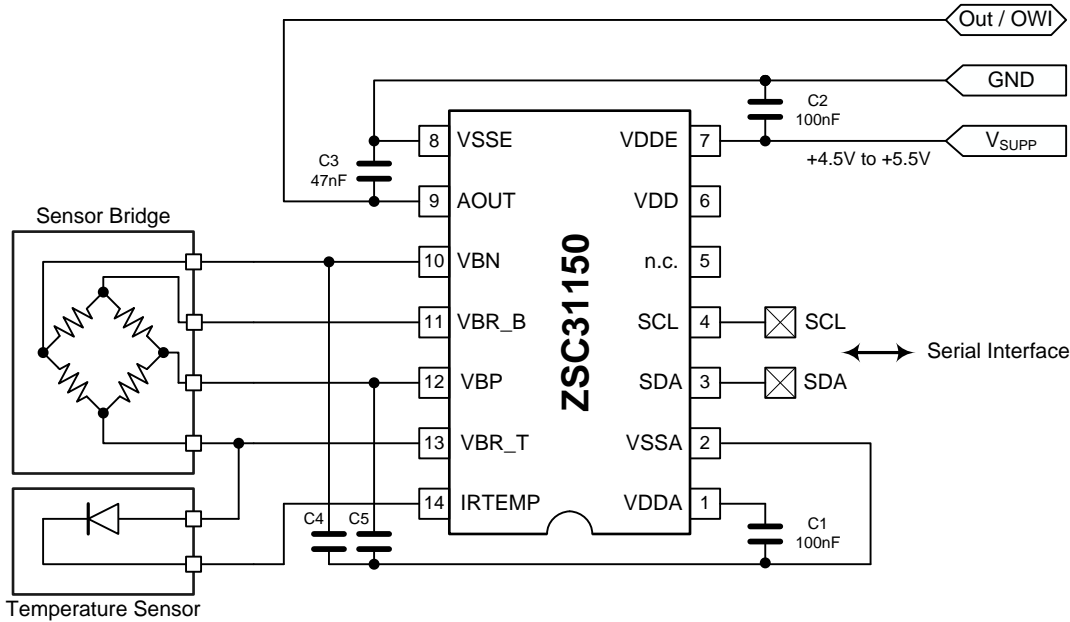 Out / OWI
GND
C2
100nF
V_SUPP
+4.5V to +5.5V
8 VSSE
VDDE 7
C3
47nF
9 AOUT
VDD 6
Sensor Bridge
10 VBN
n.c. 5
ZSC31150
11 VBR_B
SCL 4
SCL
Serial Interface
12 VBP
SDA 3
SDA
13 VBR_T
VSSA 2
14 IRTEMP
VDDA 1
C4
C5
C1
100nF
Temperature Sensor